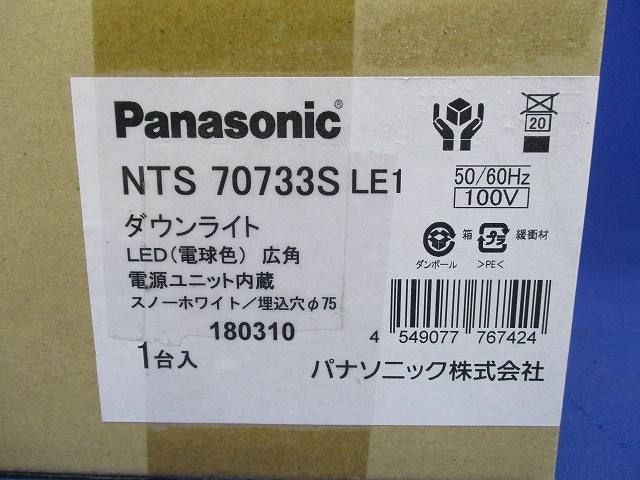 Panasonic®
NTS 70733S LE1
50/60Hz
100V
20
ダウンライト
LED(電球色) 広角
電源ユニット内蔵
スノーホワイト/埋込穴φ75
180310
1台入
箱
ダンボール
プラ
緩衝材
>PE<
4 549077 767424
パナソニック株式会社